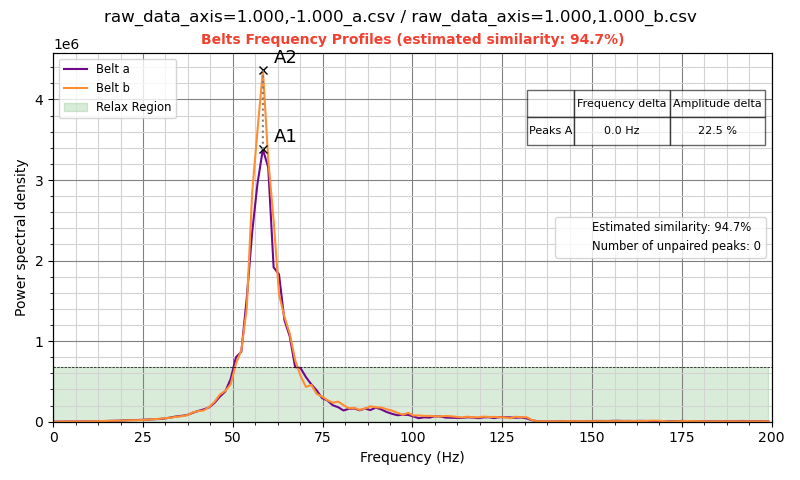 raw_data_axis=1.000,-1.000_a.csv / raw_data_axis=1.000,1.000_b.csv
Belts Frequency Profiles (estimated similarity: 94.7%)
1e6
Belt a
Belt b
Relax Region
A2
A1
Frequency delta Amplitude delta
Peaks A 0.0 Hz 22.5 %
Estimated similarity: 94.7%
Number of unpaired peaks: 0
Power spectral density
4
3
2
1
0
0 25 50 75 100 125 150 175 200
Frequency (Hz)